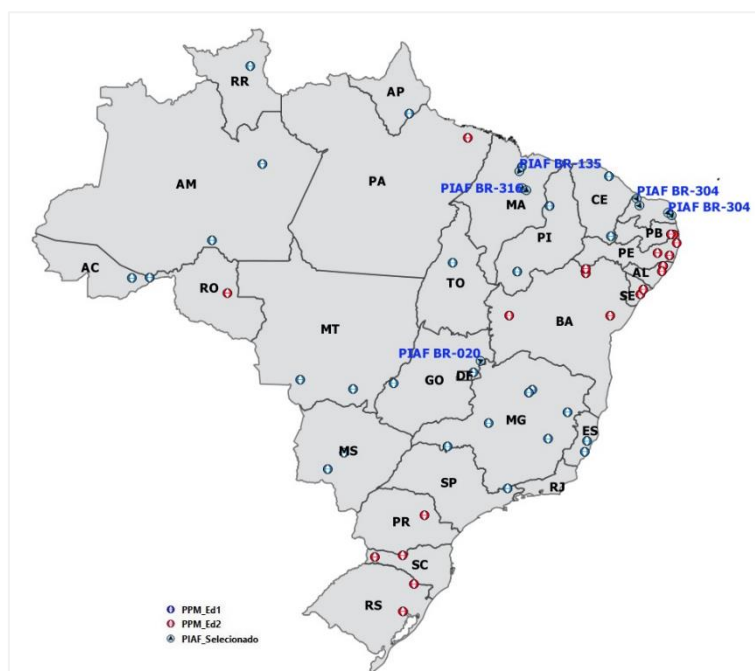 RR
AP
PIAF BR-135
AM
PA
PIAF BR-316
MA
CE
PIAF BR-304
PIAF BR-304
PB
PI
PE
AC
RO
TO
AL
SE
MT
BA
PIAF BR-020
GO
DF
MG
ES
MS
SP
RJ
PR
SC
RS
PPM_Ed1
PPM_Ed2
PIAF_Selecionado